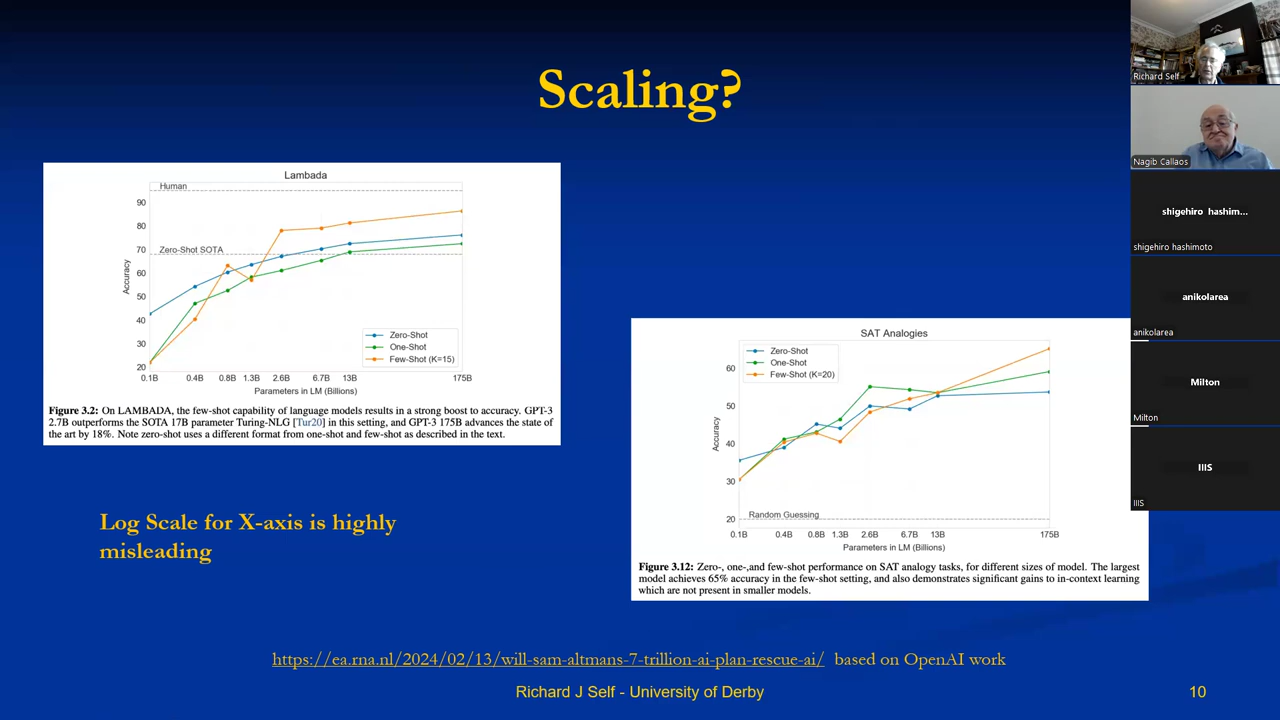 Scaling?
Lambada
Human
Zero-Shot SOTA
Accuracy
90
80
70
60
50
40
30
20
Zero-Shot
One-Shot
Few-Shot (K=15)
0.1B 0.4B 0.8B 1.3B 2.6B 6.7B 13B 175B
Parameters in LM (Billions)
Figure 3.2: On LAMBADA, the few-shot capability of language models results in a strong boost to accuracy. GPT-3
2.7B outperforms the SOTA 17B parameter Turing-NLG [Tur20] in this setting, and GPT-3 175B advances the state of
the art by 18%. Note zero-shot uses a different format from one-shot and few-shot as described in the text.
SAT Analogies
Zero-Shot
One-Shot
Few-Shot (K=20)
Accuracy
60
50
40
30
20
Random Guessing
0.1B 0.4B 0.8B 1.3B 2.6B 6.7B 13B 175B
Parameters in LM (Billions)
Figure 3.12: Zero-, one-,and few-shot performance on SAT analogy tasks, for different sizes of model. The largest
model achieves 65% accuracy in the few-shot setting, and also demonstrates significant gains to in-context learning
which are not present in smaller models.
Log Scale for X-axis is highly
misleading
https://ea.rna.nl/2024/02/13/will-sam-altmans-7-trillion-ai-plan-rescue-ai/ based on OpenAI work
Richard J Self - University of Derby
10
Richard Self
Nagib Callaos
shigehiro hashim...
shigehiro hashimoto
anikolarea
anikolarea
Milton
Milton
IIIS
IIIS